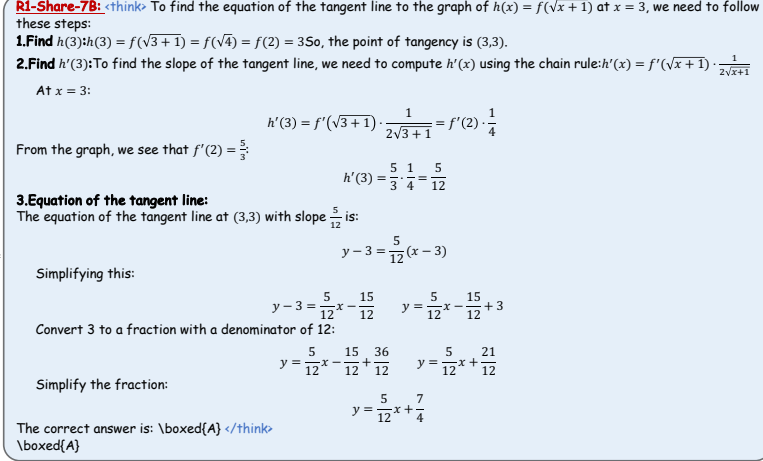 R1-Share-7B: <think> To find the equation of the tangent line to the graph of h(x) = f(√(x + 1)) at x = 3, we need to follow
these steps:
1.Find h(3):h(3) = f(√(3 + 1)) = f(√4) = f(2) = 3So, the point of tangency is (3,3).
2.Find h′(3):To find the slope of the tangent line, we need to compute h′(x) using the chain rule:h′(x) = f′(√(x + 1)) · 1/(2√(x+1))
At x = 3:
h′(3) = f′(√(3 + 1)) · 1/(2√(3 + 1)) = f′(2) · 1/4
From the graph, we see that f′(2) = 5/3:
h′(3) = 5/3 · 1/4 = 5/12
3.Equation of the tangent line:
The equation of the tangent line at (3,3) with slope 5/12 is:
y − 3 = 5/12 (x − 3)
Simplifying this:
y − 3 = 5/12 x − 15/12 y = 5/12 x − 15/12 + 3
Convert 3 to a fraction with a denominator of 12:
y = 5/12 x − 15/12 + 36/12 y = 5/12 x + 21/12
Simplify the fraction:
y = 5/12 x + 7/4
The correct answer is: \boxed{A} </think>
\boxed{A}